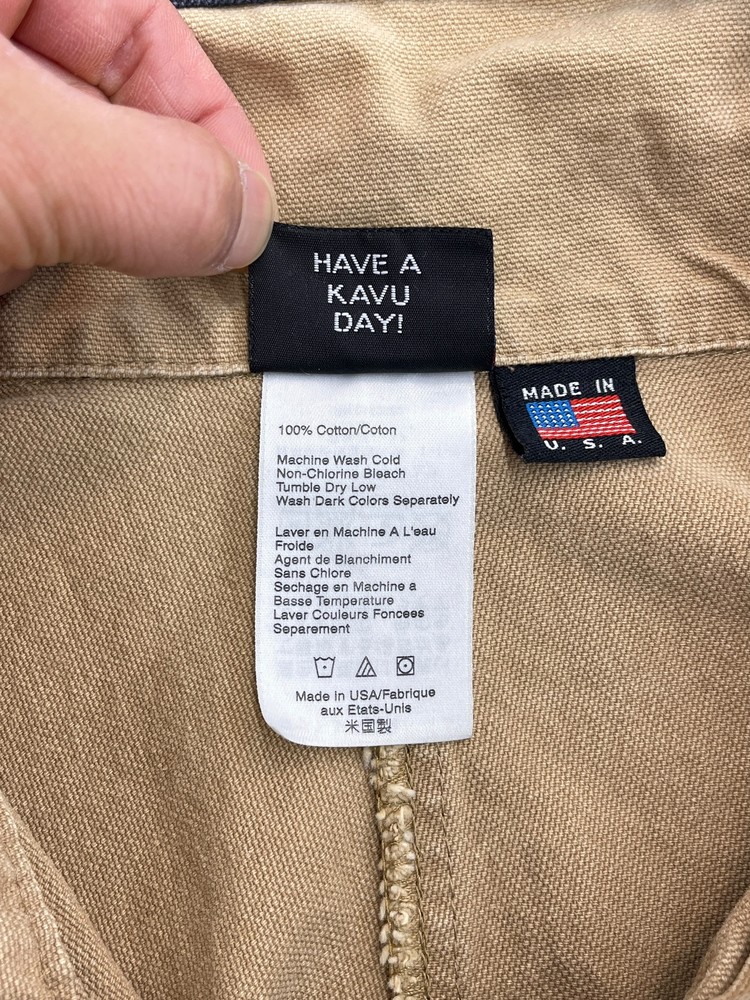 HAVE A
KAVU
DAY!
MADE IN
U. S. A.
100% Cotton/Coton
Machine Wash Cold
Non-Chlorine Bleach
Tumble Dry Low
Wash Dark Colors Separately
Laver en Machine A L'eau
Froide
Agent de Blanchiment
Sans Chlore
Sechage en Machine a
Basse Temperature
Laver Couleurs Foncees
Separement
Made in USA/Fabrique
aux Etats-Unis
米国製